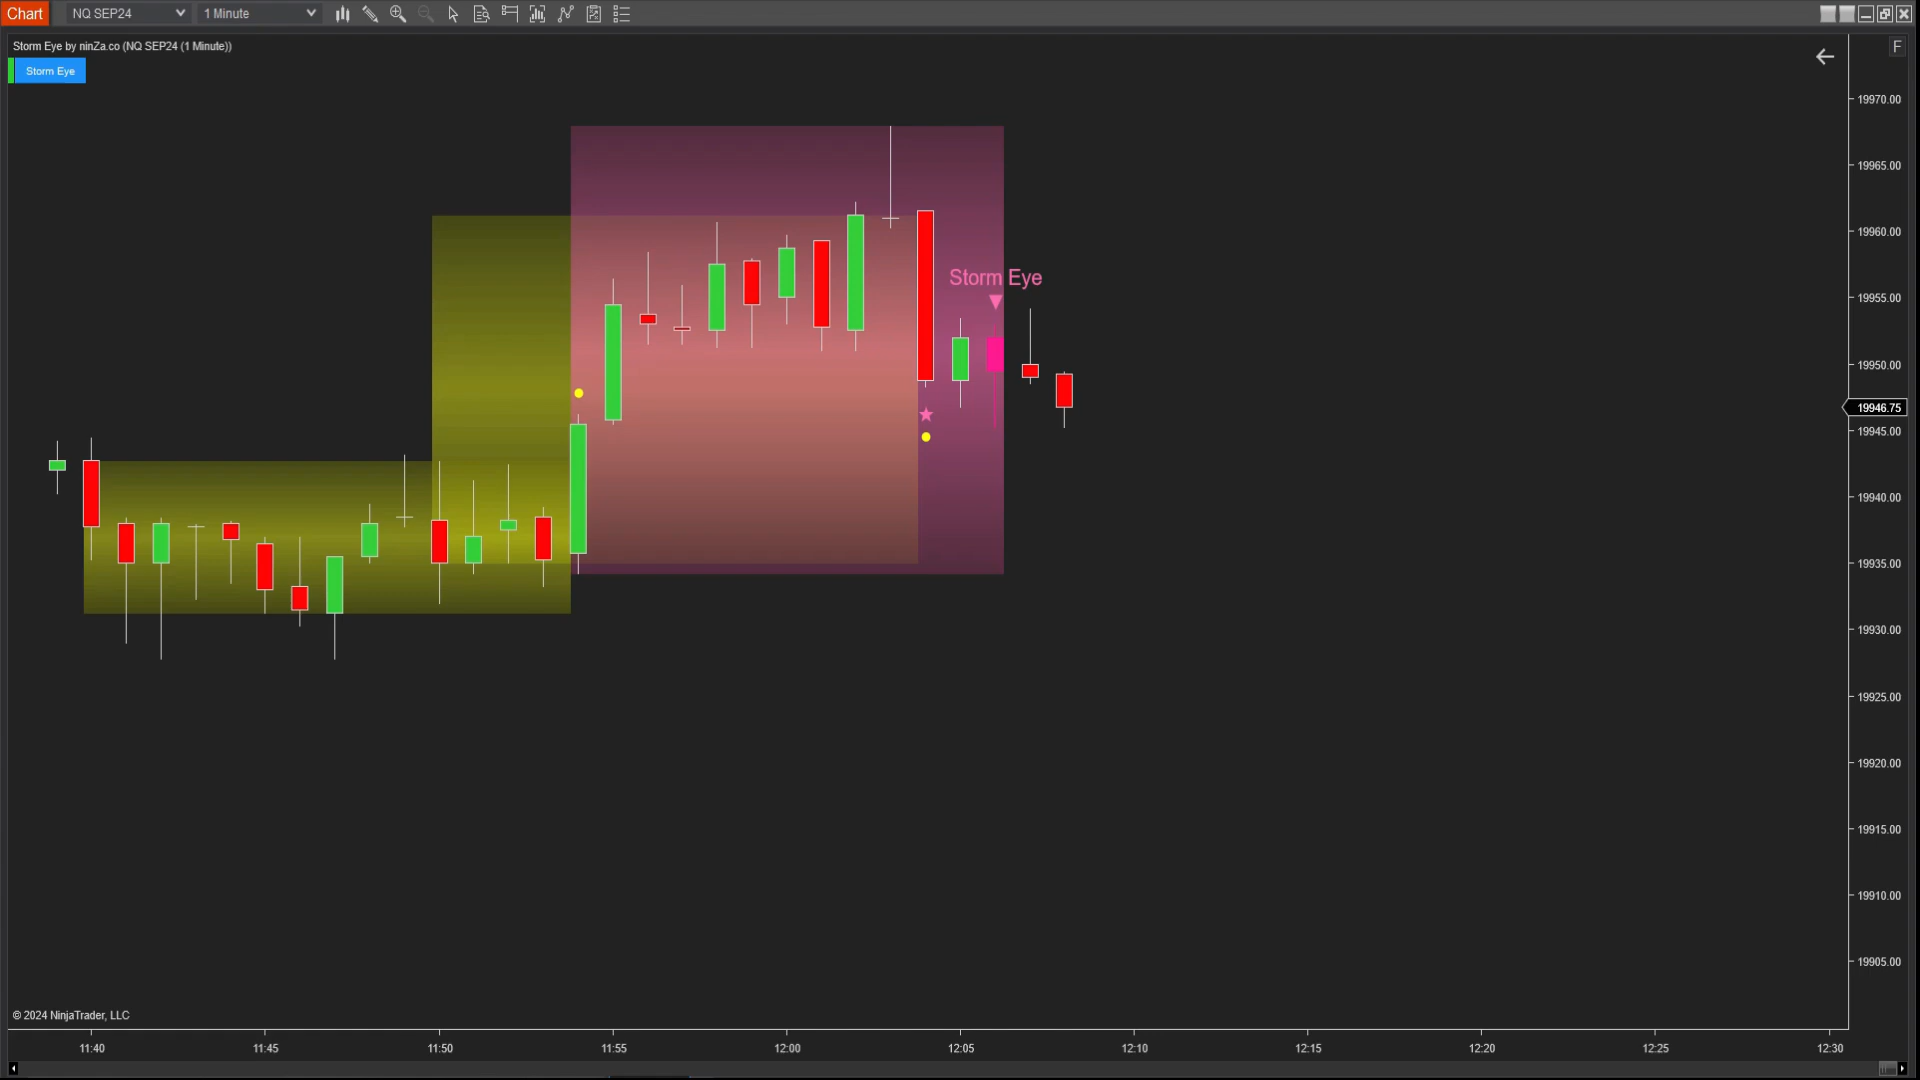 Chart NQ SEP24 1 Minute
Storm Eye by ninZa.co (NQ SEP24 (1 Minute))
F
Storm Eye
19970.00
19965.00
19960.00
19955.00
Storm Eye
19950.00
19946.75
19945.00
19940.00
19935.00
19930.00
19925.00
19920.00
19915.00
19910.00
19905.00
© 2024 NinjaTrader, LLC
11:40 11:45 11:50 11:55 12:00 12:05 12:10 12:15 12:20 12:25 12:30